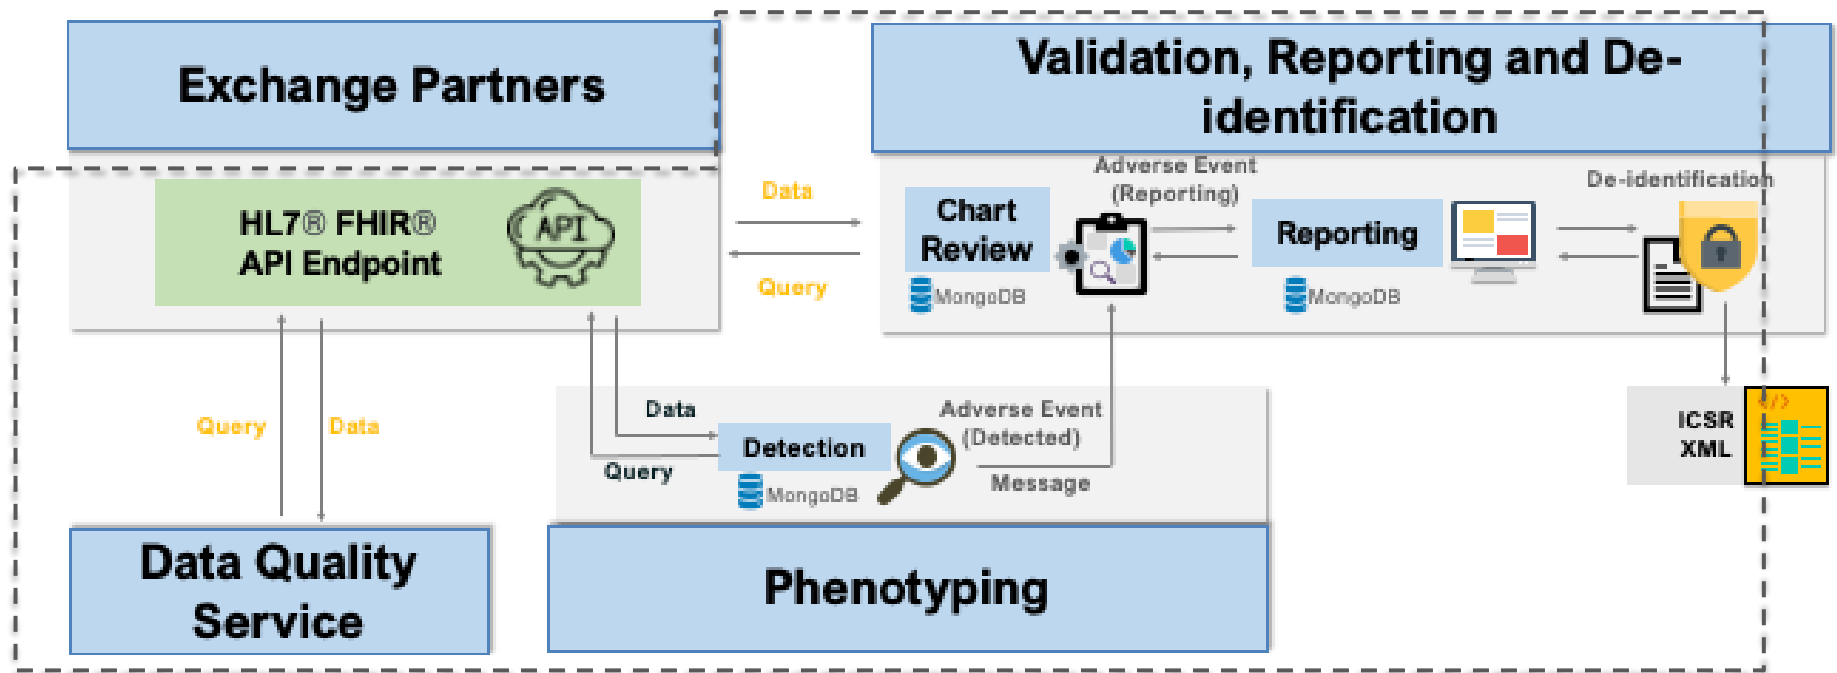 Exchange Partners
HL7® FHIR®
API Endpoint
API
Data
Query
Validation, Reporting and De-
identification
Adverse Event
(Reporting)
De-identification
Chart
Review
MongoDB
Reporting
MongoDB
ICSR
XML
</>
Query
Data
Data
Query
Detection
MongoDB
Adverse Event
(Detected)
Message
Data Quality
Service
Phenotyping